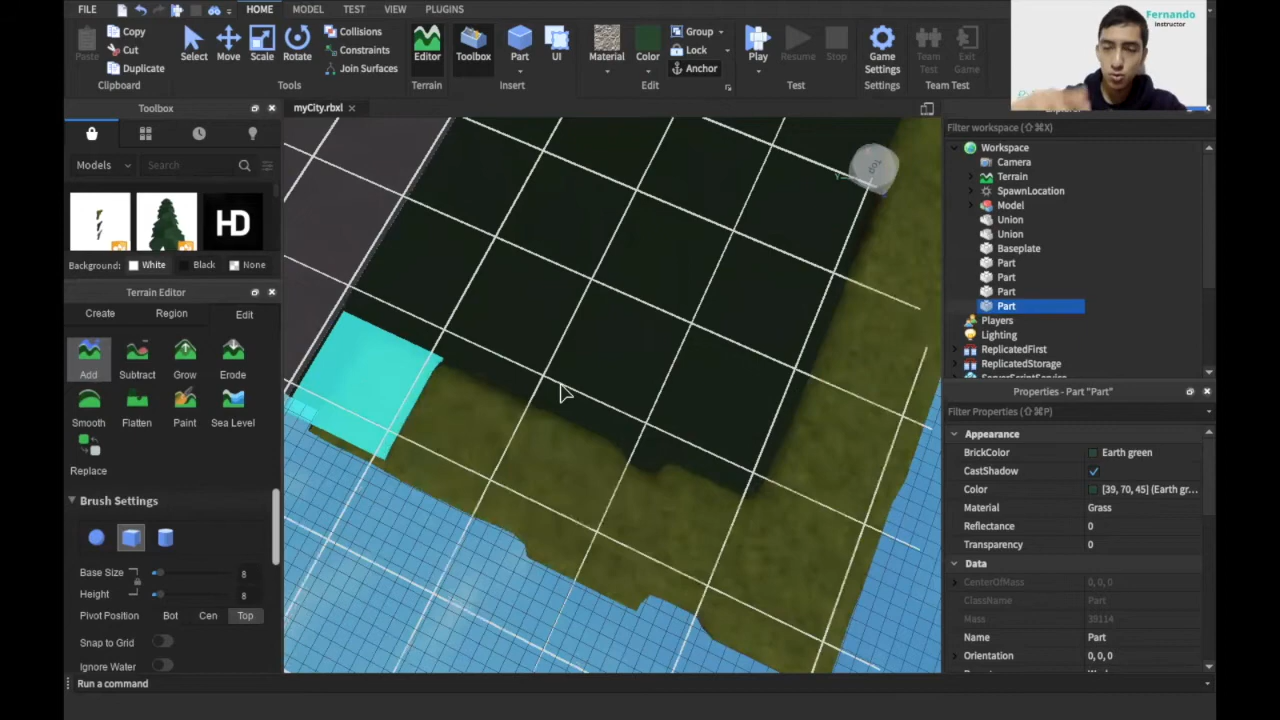 FILE HOME MODEL TEST VIEW PLUGINS
Fernando
Instructor
Paste Copy Cut Duplicate Select Move Scale Rotate Collisions Constraints Join Surfaces Editor Toolbox Part UI Material Color Group Lock Anchor Play Resume Stop Game Settings Team Test Exit Game
Clipboard Tools Terrain Insert Edit Test Settings Team Test
Toolbox
myCity.rbxl
Models Search
HD
Background: White Black None
Terrain Editor
Create Region Edit
Add Subtract Grow Erode
Smooth Flatten Paint Sea Level
Replace
Brush Settings
Base Size 8
Height 8
Pivot Position Bot Cen Top
Snap to Grid
Ignore Water
TOP
Filter workspace (⇧⌘X)
Workspace
Camera
Terrain
SpawnLocation
Model
Union
Union
Baseplate
Part
Part
Part
Part
Players
Lighting
ReplicatedFirst
ReplicatedStorage
ServerScriptService
Properties - Part "Part"
Filter Properties (⇧⌘P)
Appearance
BrickColor Earth green
CastShadow
Color [39, 70, 45] (Earth gr...
Material Grass
Reflectance 0
Transparency 0
Data
CenterOfMass 0, 0, 0
ClassName Part
Mass 39114
Name Part
Orientation 0, 0, 0
Run a command